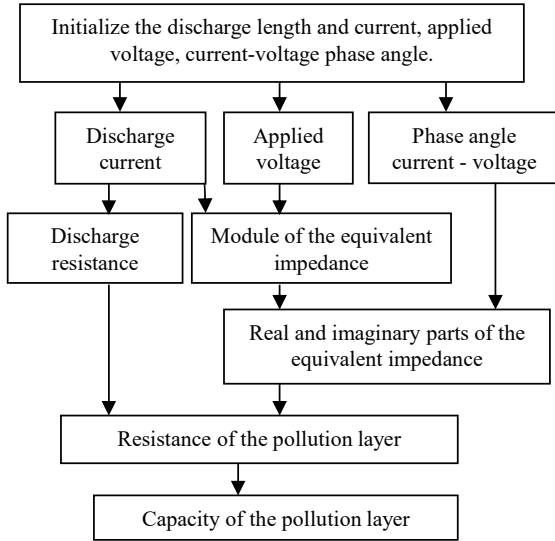 Initialize the discharge length and current, applied
voltage, current-voltage phase angle.
Discharge
current
Applied
voltage
Phase angle
current - voltage
Discharge
resistance
Module of the equivalent
impedance
Real and imaginary parts of the
equivalent impedance
Resistance of the pollution layer
Capacity of the pollution layer